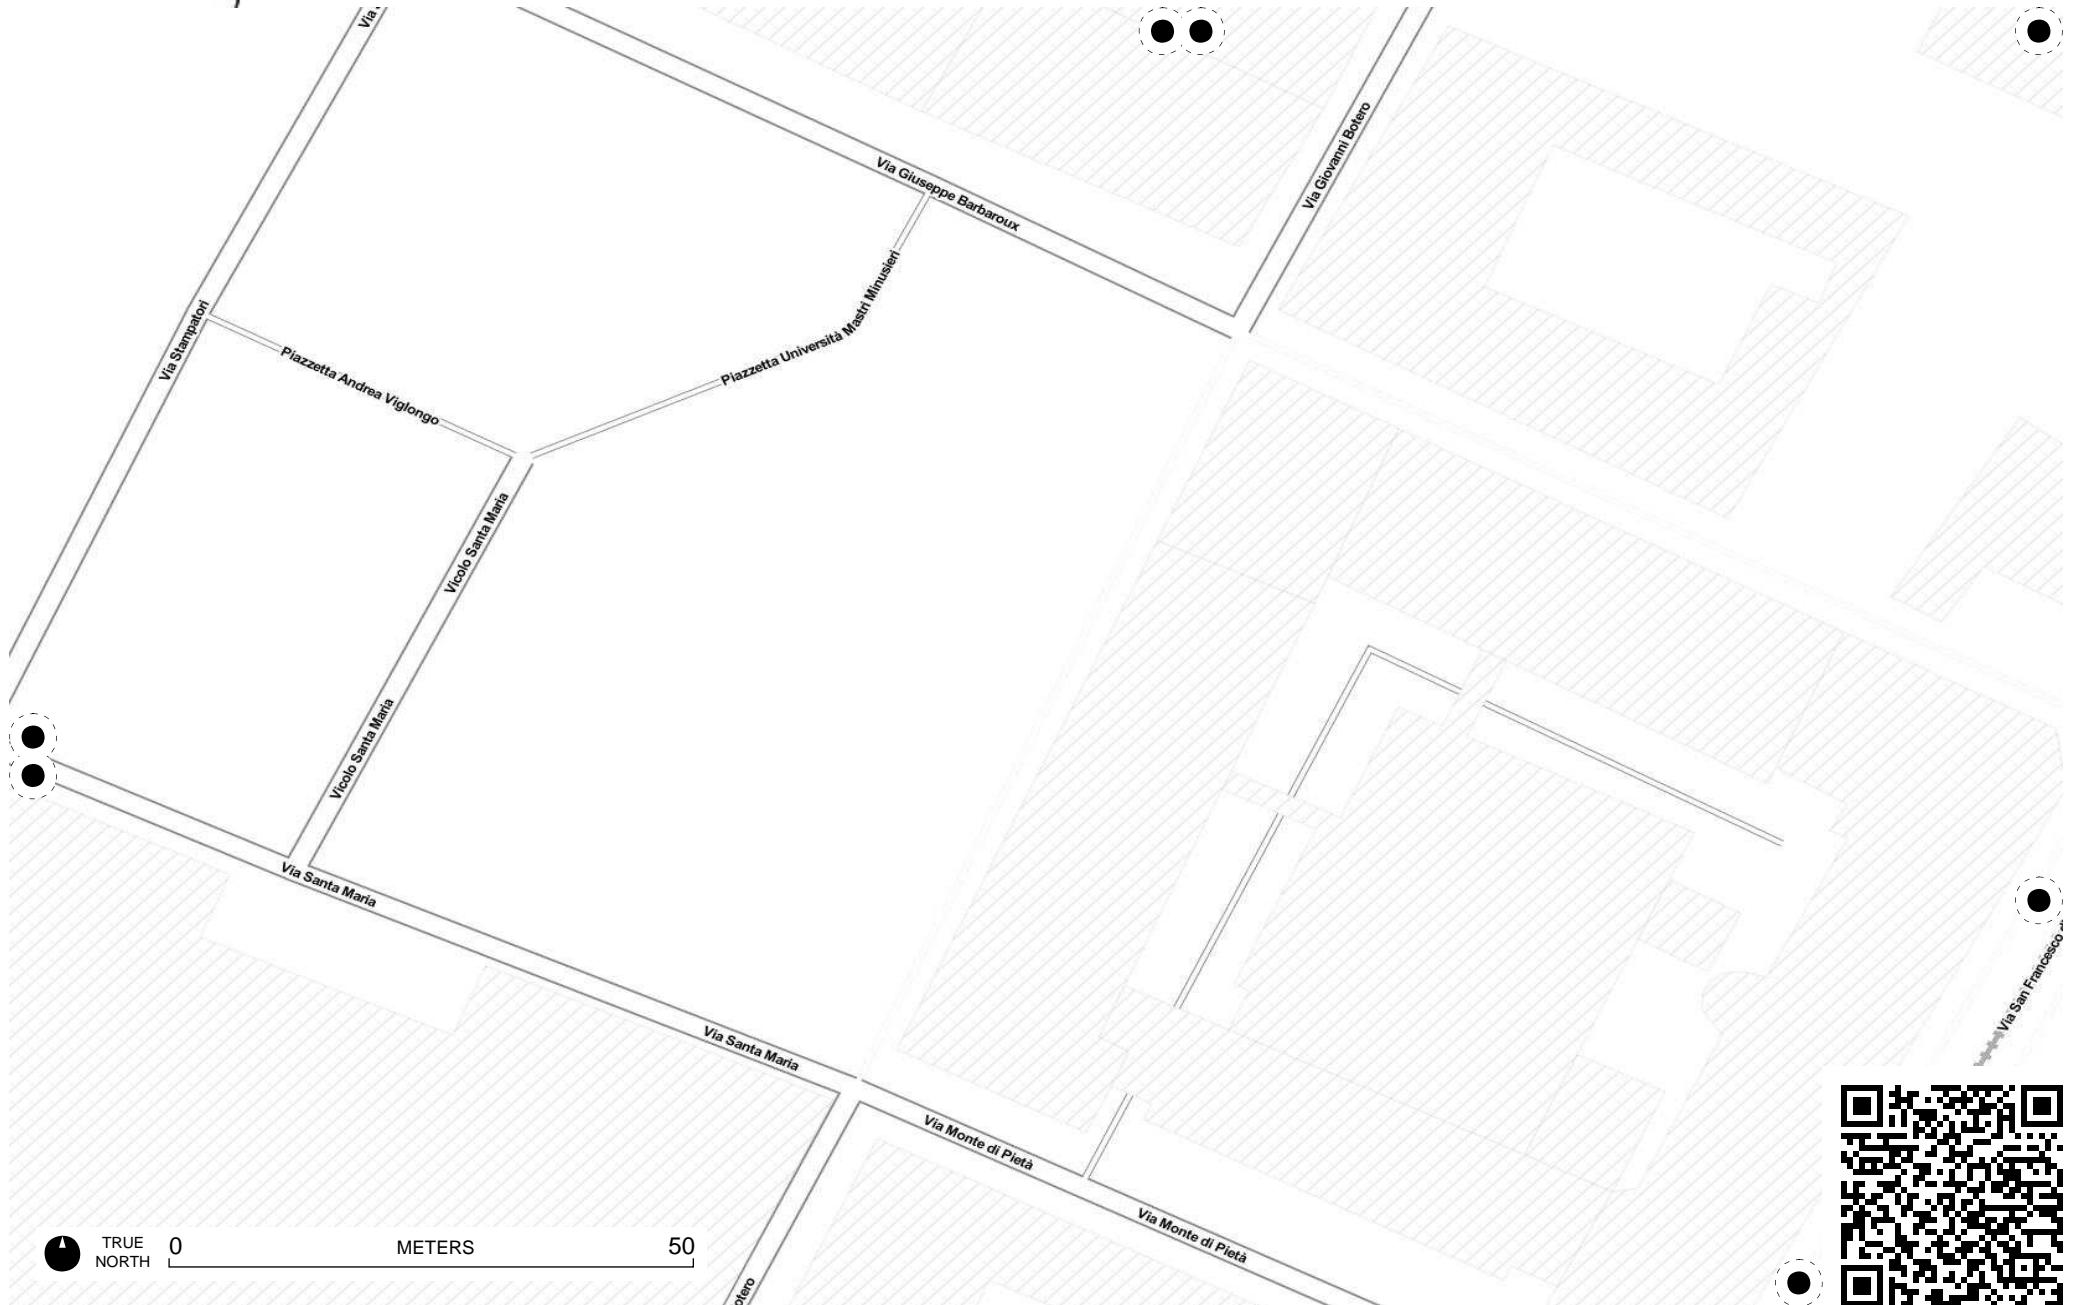 Via Giuseppe Barbaroux
Via Giovanni Botero
Via Stampatori
Piazzetta Andrea Viglongo
Piazzetta Università Mastri Minusieri
Vicolo Santa Maria
Vicolo Santa Maria
Via Santa Maria
Via San Francesco
Via Santa Maria
Via Monte di Pietà
Via Monte di Pietà
TRUE
NORTH
0 METERS 50
otero